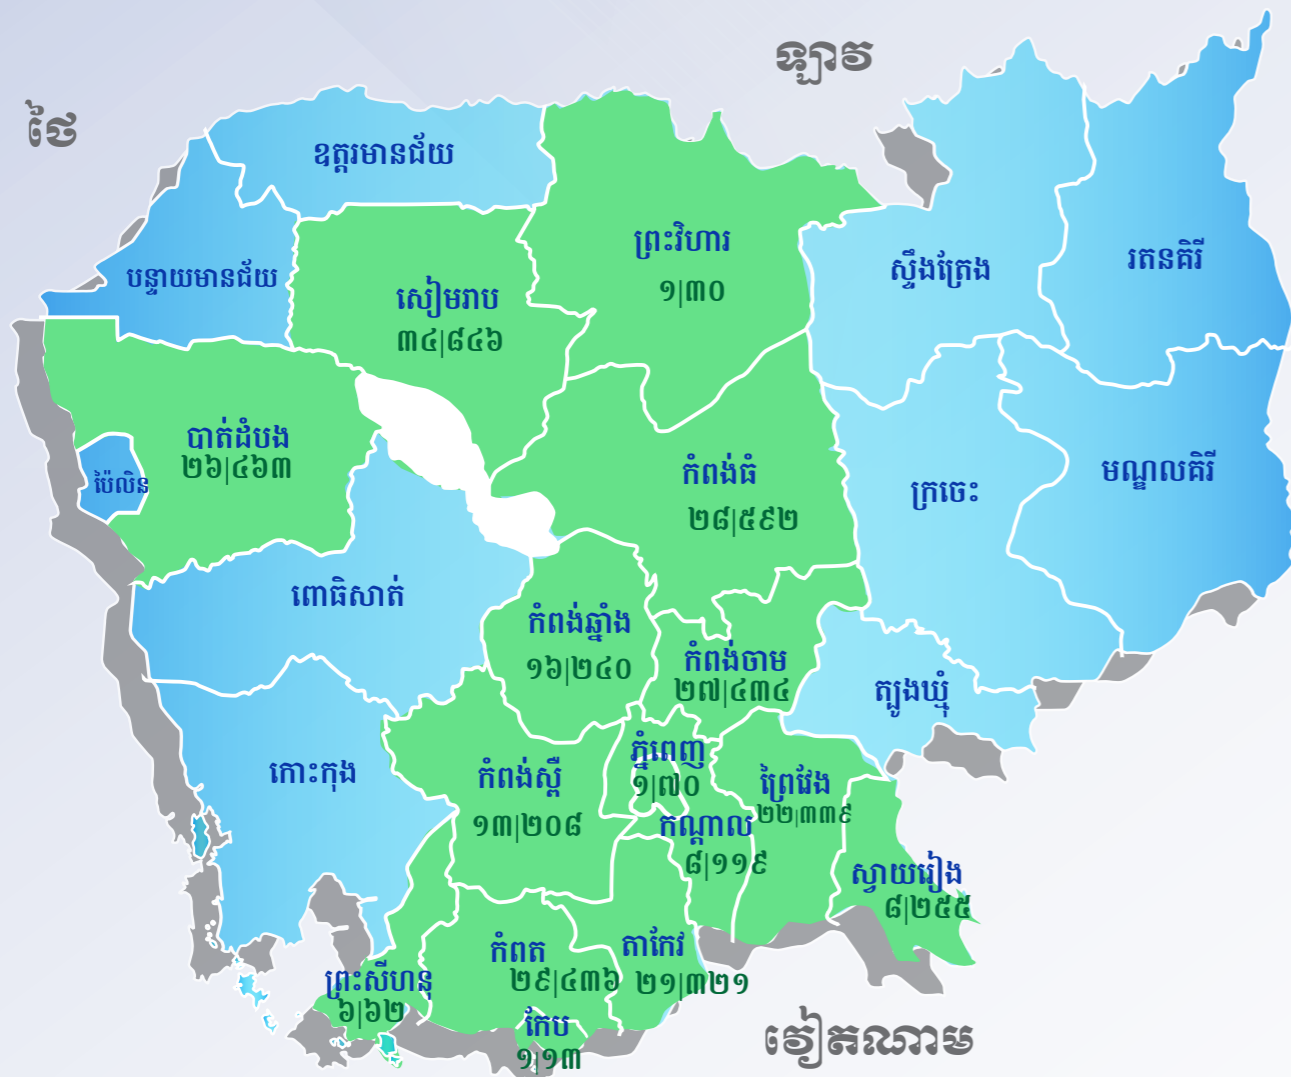 ឡាវ
ថៃ
ឧត្តរមានជ័យ
ព្រះវិហារ
១|៣០
ស្ទឹងត្រែង
រតនគិរី
បន្ទាយមានជ័យ
សៀមរាប
៣៤|៨៤៦
បាត់ដំបង
២៦|៤៦៣
ប៉ៃលិន
កំពង់ធំ
២៨|៥៩២
ក្រចេះ
មណ្ឌលគិរី
ពោធិសាត់
កំពង់ឆ្នាំង
១៦|២៤០
កំពង់ចាម
២៧|៤៣៤
ត្បូងឃ្មុំ
កោះកុង
កំពង់ស្ពឺ
១៣|២០៨
ភ្នំពេញ
១|៧០
ព្រៃវែង
២២|៣៣៩
កណ្ដាល
៨|១១៩
ស្វាយរៀង
៨|២៥៥
កំពត
២៩|៤៣៦
តាកែវ
២១|៣២១
ព្រះសីហនុ
៦|៦២
កែប
១|១៣
វៀតណាម